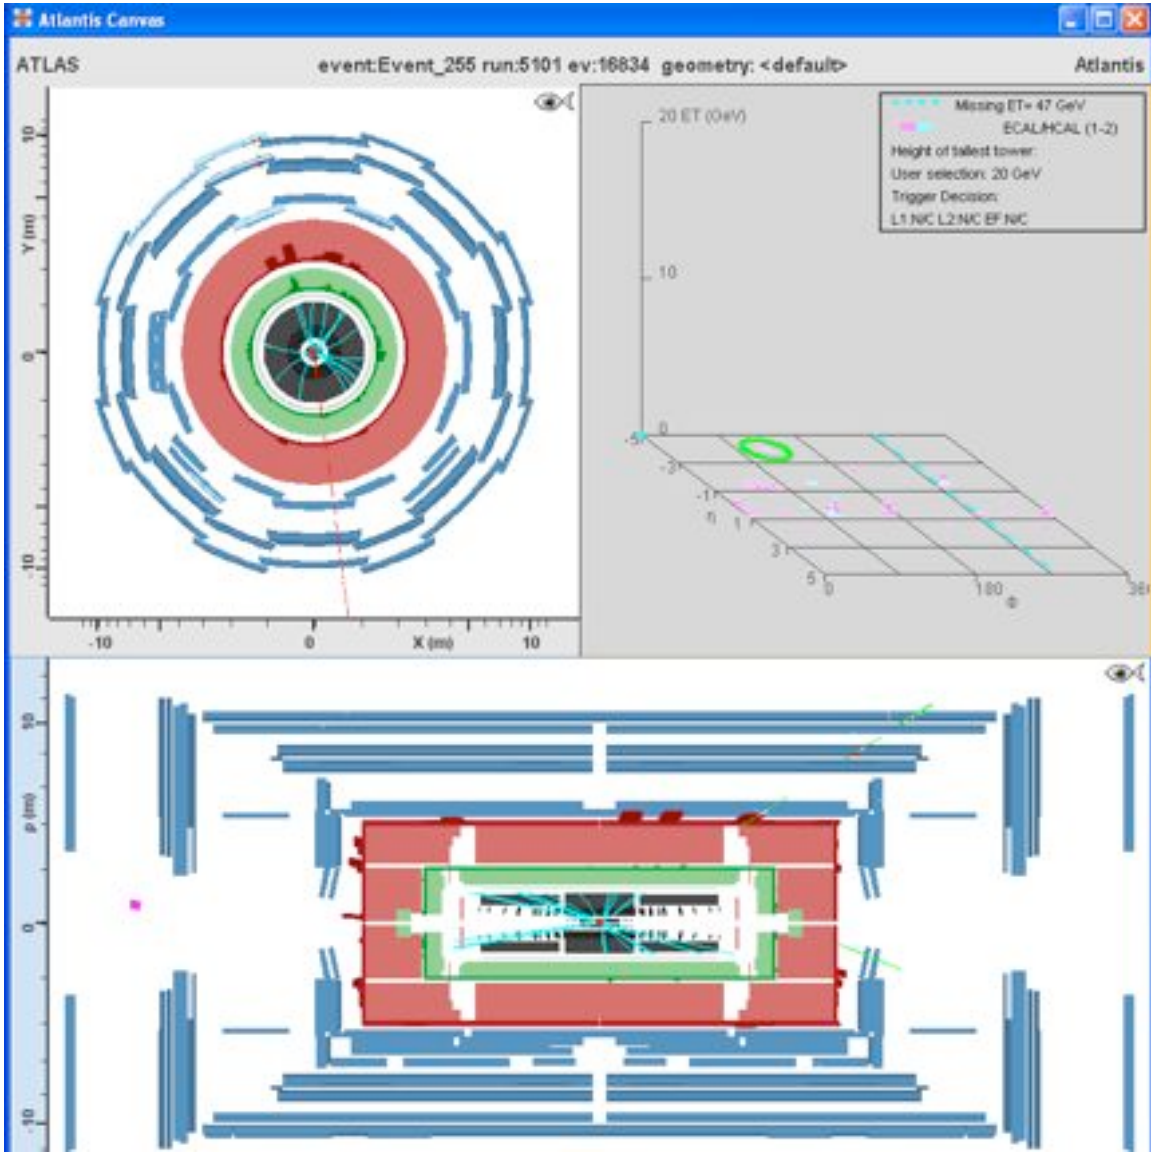 Atlantis Canvas
ATLAS event:Event_255 run:5101 ev:16834 geometry: <default> Atlantis
Missing ET= 47 GeV
ECAL/HCAL (1-2)
Height of tallest tower:
User selection: 20 GeV
Trigger Decision:
L1:N/C L2:N/C EF:N/C
20 ET (GeV)
10
0
-5
-3
-1
η 1
3
5
0 180 360
Φ
10
Y (m)
0
-10
-10 0 X (m) 10
10
ρ (m)
0
-10